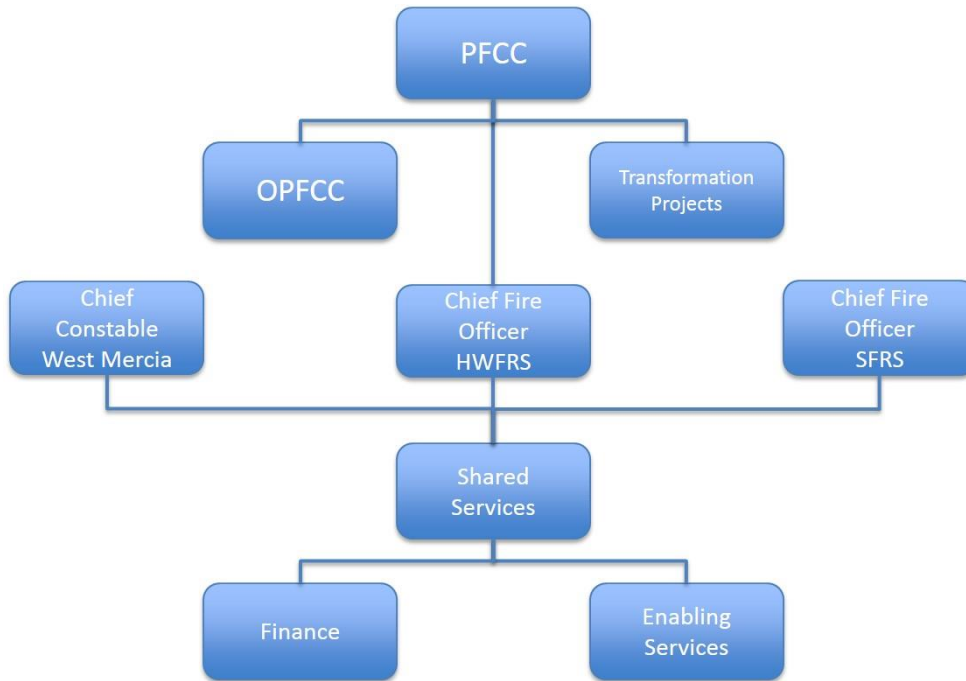 PFCC
OPFCC
Transformation
Projects
Chief
Constable
West Mercia
Chief Fire
Officer
HWFRS
Chief Fire
Officer
SFRS
Shared
Services
Finance
Enabling
Services